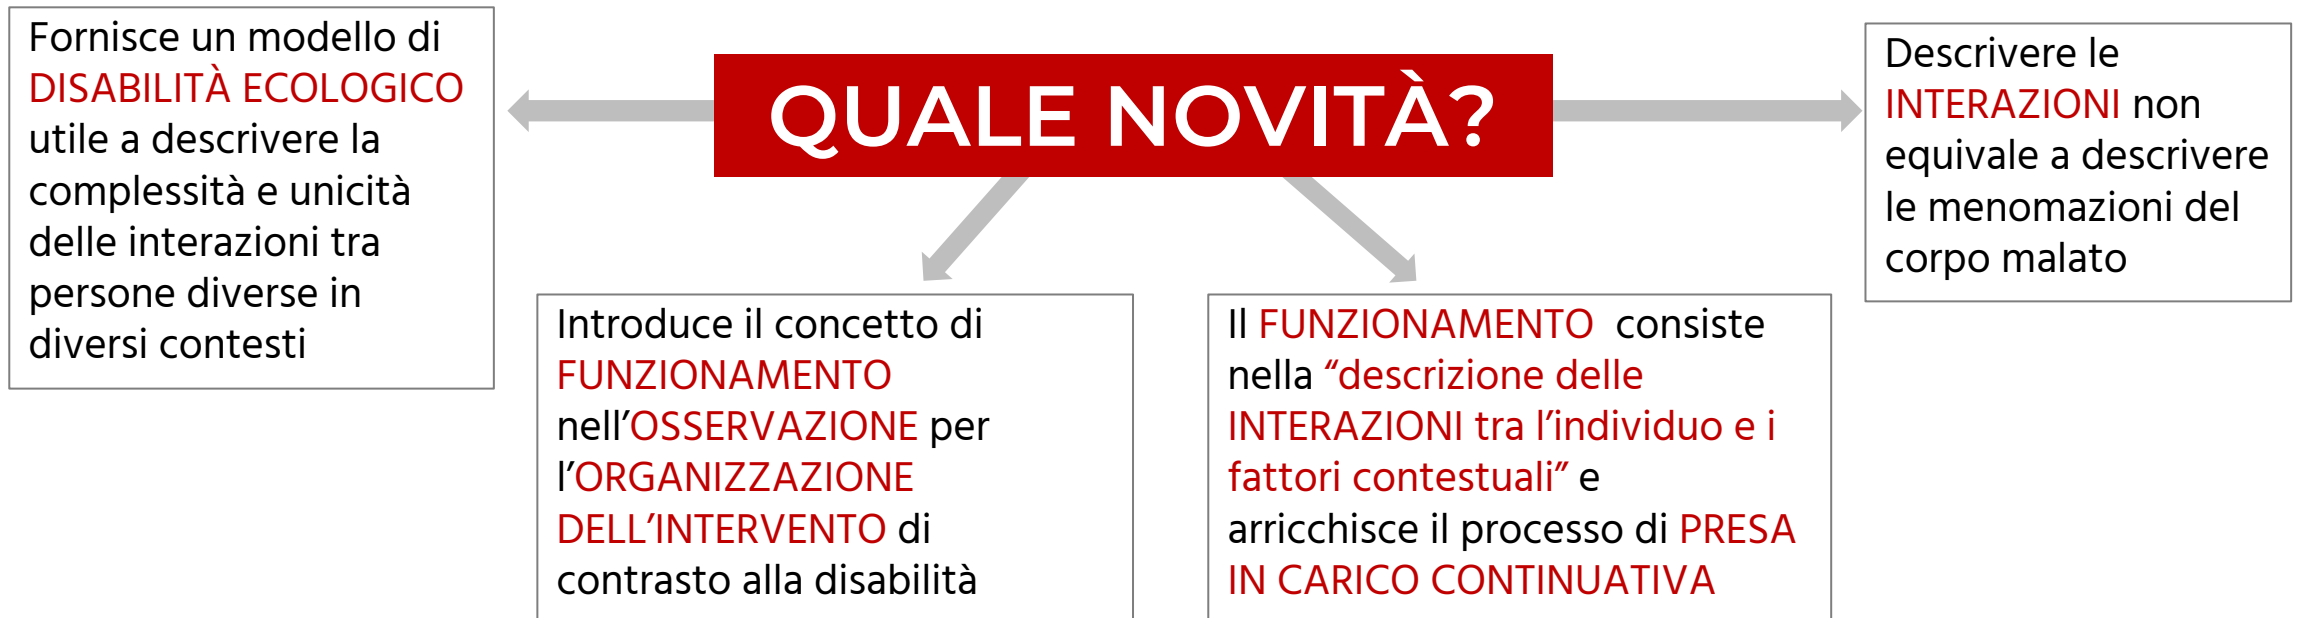 QUALE NOVITÀ?
Fornisce un modello di
DISABILITÀ ECOLOGICO
utile a descrivere la
complessità e unicità
delle interazioni tra
persone diverse in
diversi contesti
Introduce il concetto di
FUNZIONAMENTO
nell’OSSERVAZIONE per
l’ORGANIZZAZIONE
DELL’INTERVENTO di
contrasto alla disabilità
Il FUNZIONAMENTO consiste
nella “descrizione delle
INTERAZIONI tra l’individuo e i
fattori contestuali” e
arricchisce il processo di PRESA
IN CARICO CONTINUATIVA
Descrivere le
INTERAZIONI non
equivale a descrivere
le menomazioni del
corpo malato